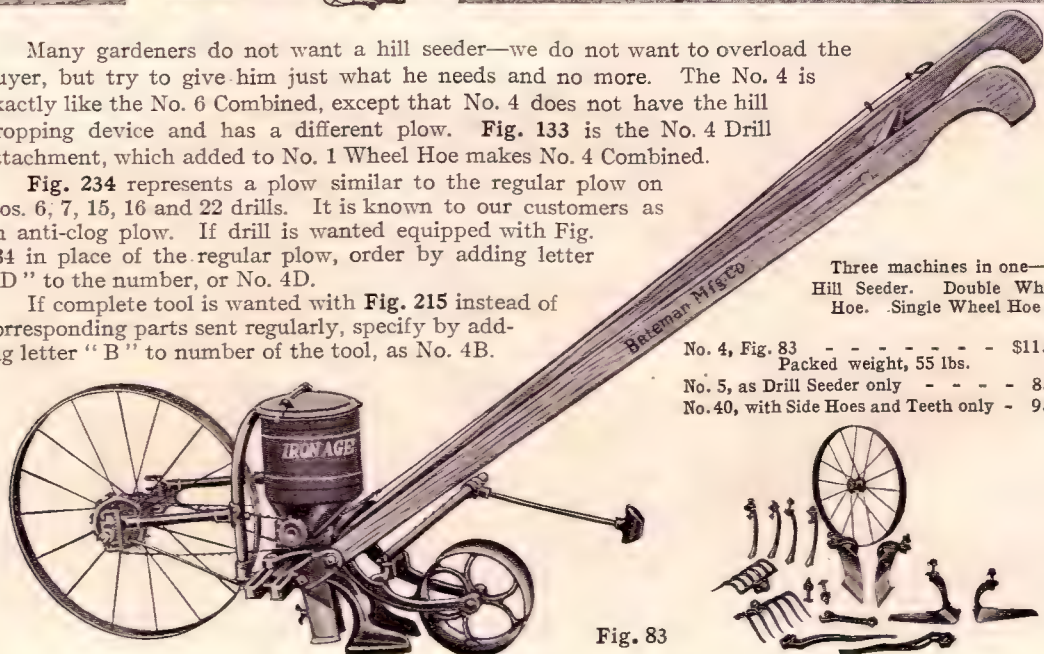 Many gardeners do not want a hill seeder—we do not want to overload the
uyer, but try to give him just what he needs and no more. The No. 4 is
xactly like the No. 6 Combined, except that No. 4 does not have the hill
ropping device and has a different plow. Fig. 133 is the No. 4 Drill
ttachment, which added to No. 1 Wheel Hoe makes No. 4 Combined.
Fig. 234 represents a plow similar to the regular plow on
os. 6, 7, 15, 16 and 22 drills. It is known to our customers as
n anti-clog plow. If drill is wanted equipped with Fig.
34 in place of the regular plow, order by adding letter
D " to the number, or No. 4D.
If complete tool is wanted with Fig. 215 instead of
orresponding parts sent regularly, specify by add-
ng letter " B " to number of the tool, as No. 4B.
Bateman Mfg. Co
IRON AGE
Three machines in one—
Hill Seeder. Double Wh
Hoe. Single Wheel Hoe
No. 4, Fig. 83 - - - - - - - $11.
Packed weight, 55 lbs.
No. 5, as Drill Seeder only - - - - 8
No. 40, with Side Hoes and Teeth only - 9
Fig. 83